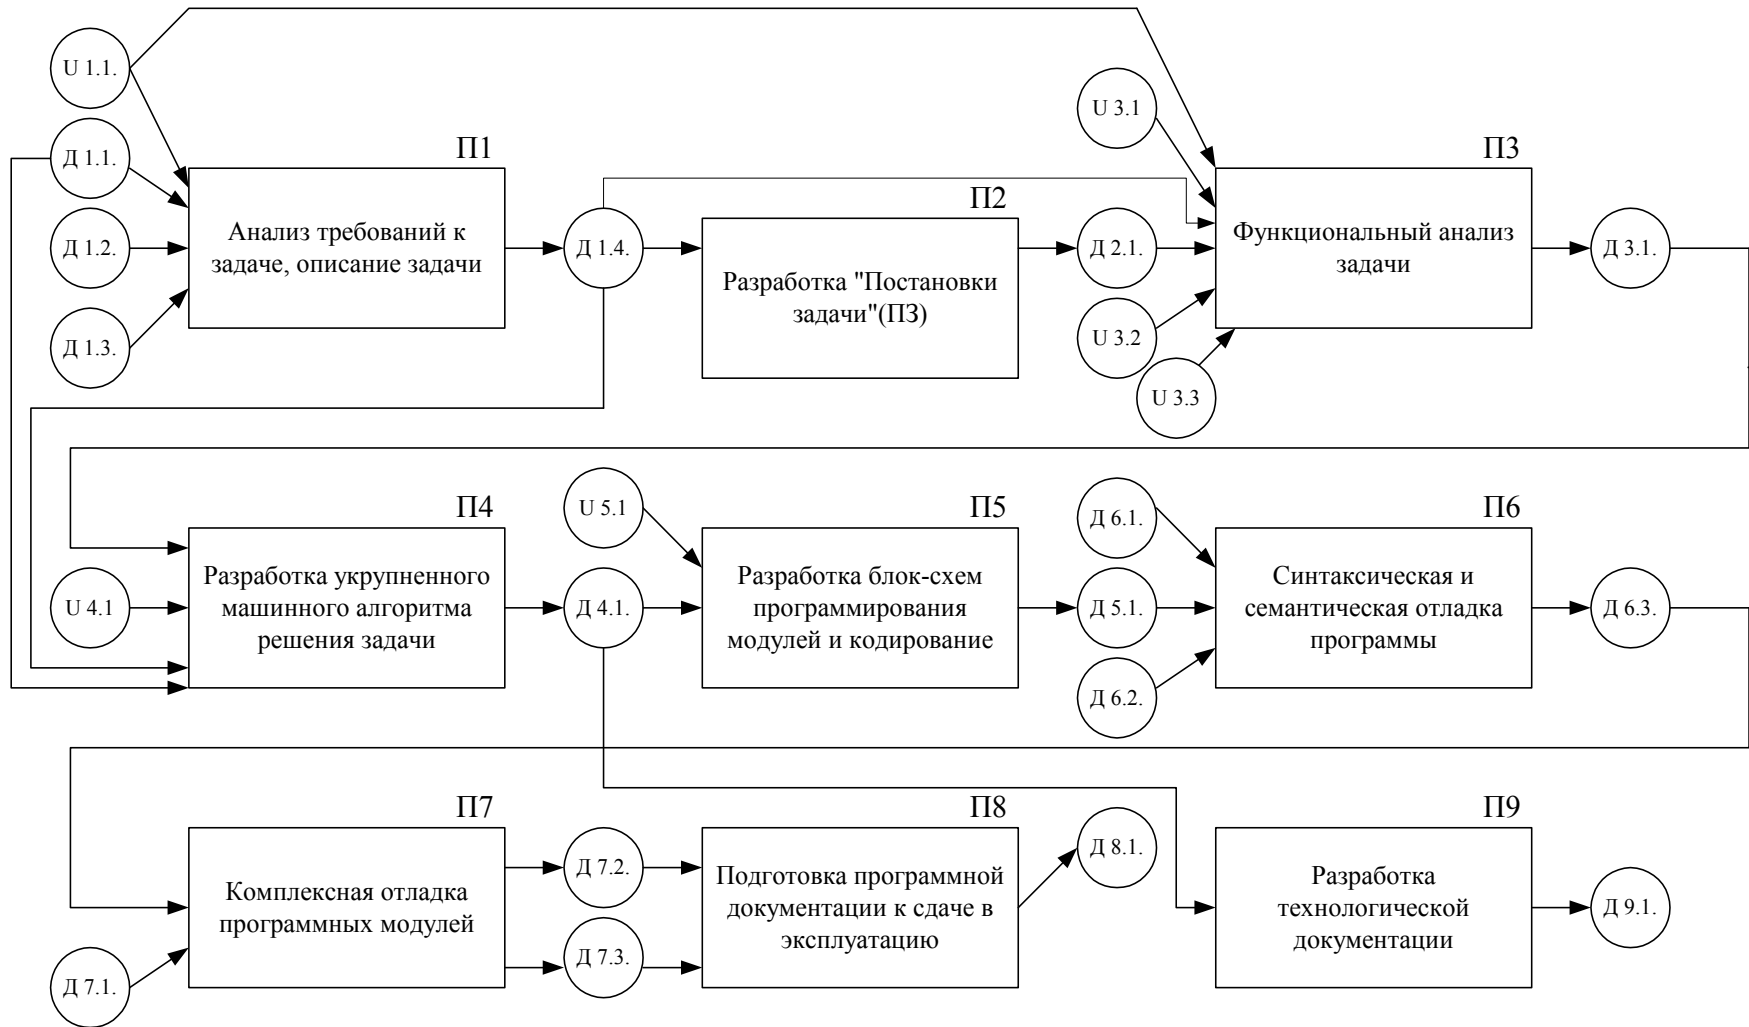 U 1.1.
Д 1.1.
Д 1.2.
Д 1.3.
П1
Анализ требований к
задаче, описание задачи
Д 1.4.
П2
Разработка "Постановки
задачи"(ПЗ)
Д 2.1.
U 3.1
U 3.2
U 3.3
П3
Функциональный анализ
задачи
Д 3.1.
U 4.1
П4
Разработка укрупненного
машинного алгоритма
решения задачи
U 5.1
Д 4.1.
П5
Разработка блок-схем
программирования
модулей и кодирование
Д 6.1.
Д 5.1.
Д 6.2.
П6
Синтаксическая и
семантическая отладка
программы
Д 6.3.
Д 7.1.
П7
Комплексная отладка
программных модулей
Д 7.2.
Д 7.3.
П8
Подготовка программной
документации к сдаче в
эксплуатацию
Д 8.1.
П9
Разработка
технологической
документации
Д 9.1.